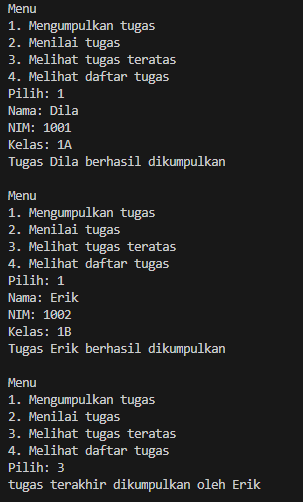 Menu
1. Mengumpulkan tugas
2. Menilai tugas
3. Melihat tugas teratas
4. Melihat daftar tugas
Pilih: 1
Nama: Dila
NIM: 1001
Kelas: 1A
Tugas Dila berhasil dikumpulkan

Menu
1. Mengumpulkan tugas
2. Menilai tugas
3. Melihat tugas teratas
4. Melihat daftar tugas
Pilih: 1
Nama: Erik
NIM: 1002
Kelas: 1B
Tugas Erik berhasil dikumpulkan

Menu
1. Mengumpulkan tugas
2. Menilai tugas
3. Melihat tugas teratas
4. Melihat daftar tugas
Pilih: 3
tugas terakhir dikumpulkan oleh Erik